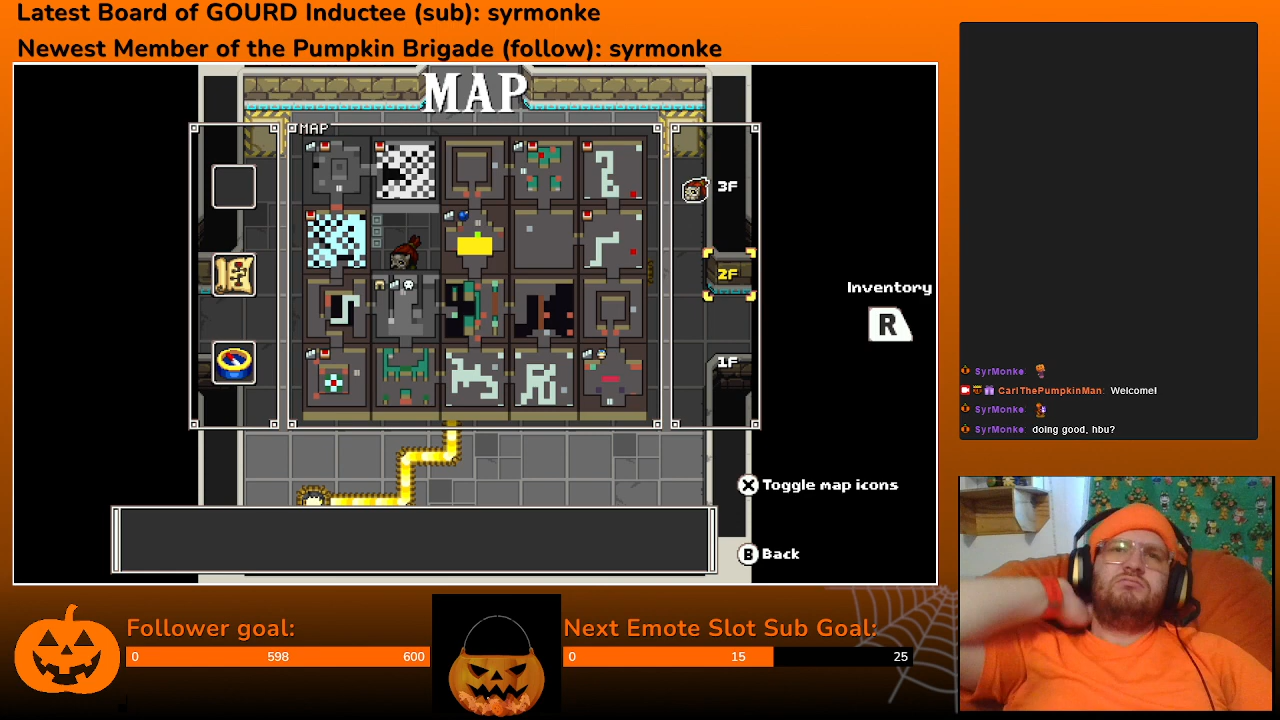 Latest Board of GOURD Inductee (sub): syrmonke
Newest Member of the Pumpkin Brigade (follow): syrmonke
MAP
MAP
3F
2F
1F
Inventory
R
X Toggle map icons
B Back
SyrMonke:
CarlThePumpkinMan: Welcome!
SyrMonke:
SyrMonke: doing good, hbu?
Follower goal:
0 598 600
Next Emote Slot Sub Goal:
0 15 25